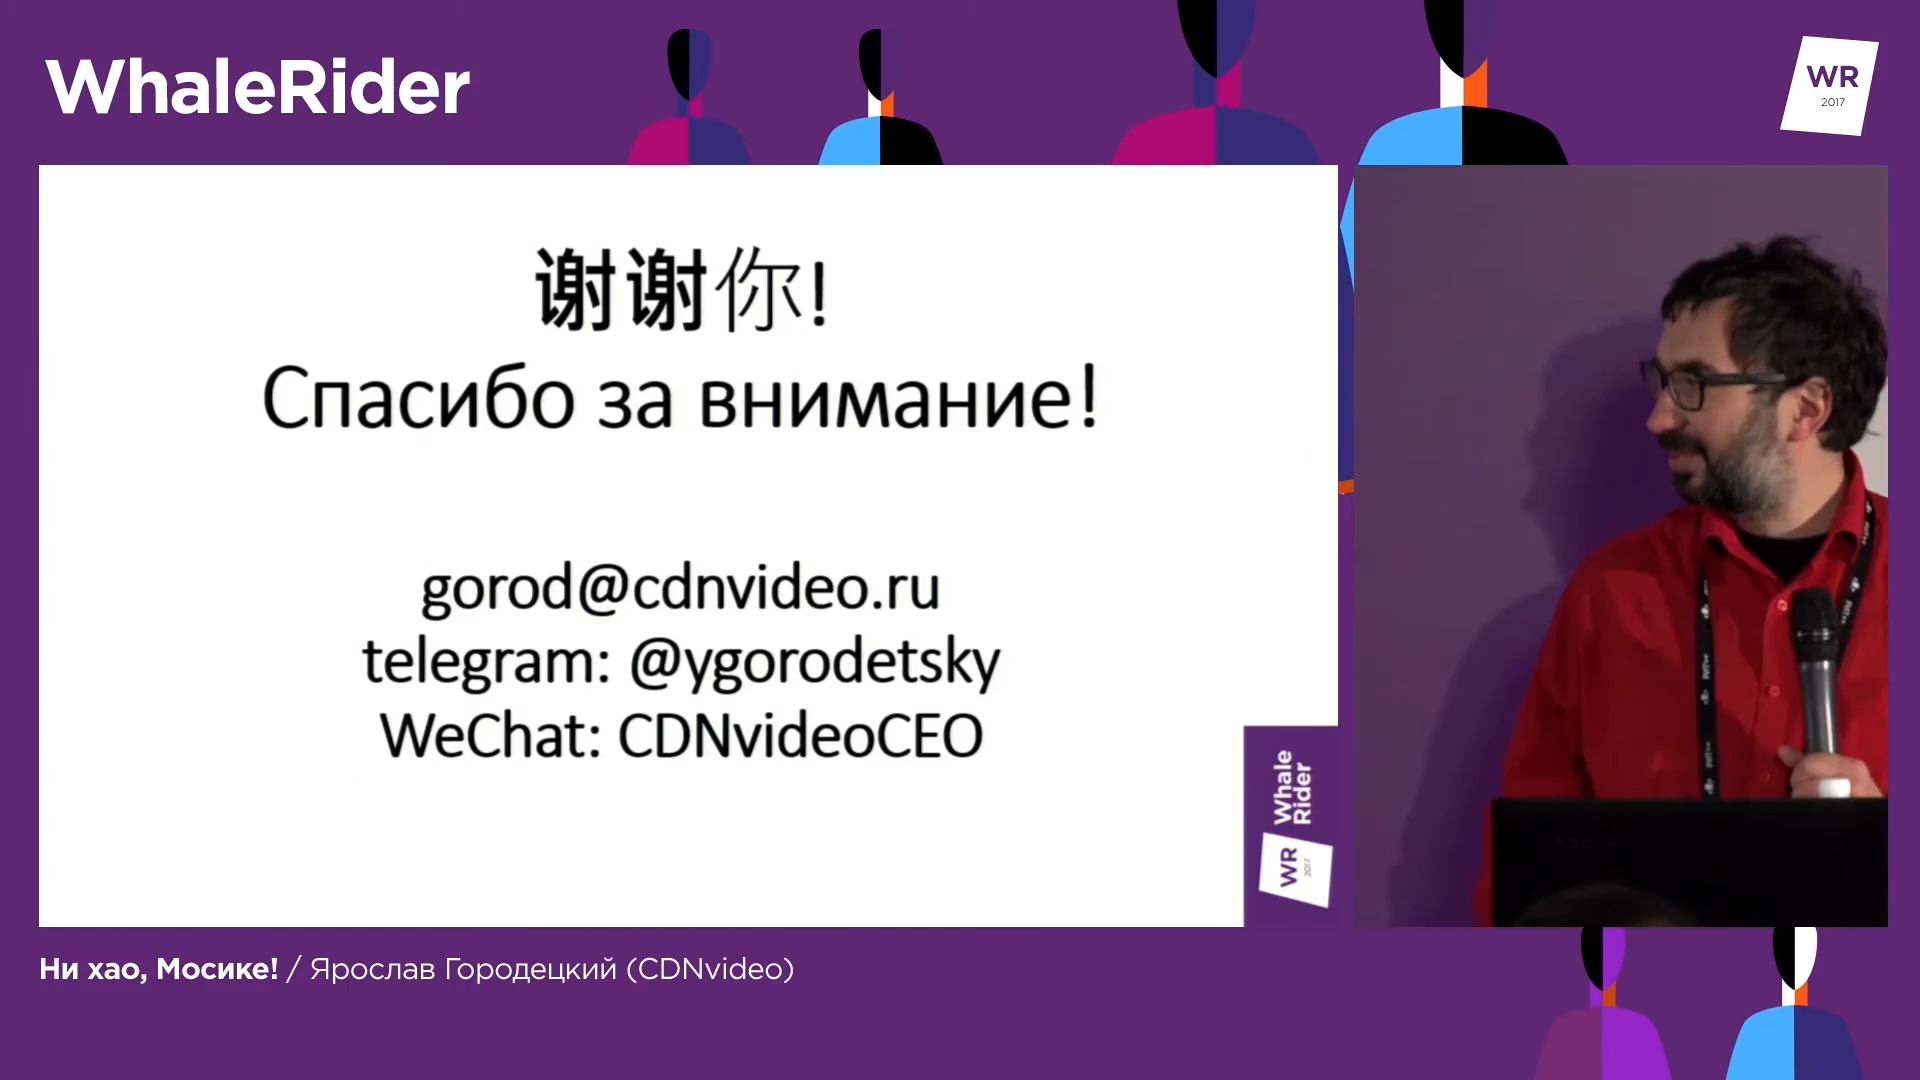 WhaleRider
WR
2017
谢谢你!
Спасибо за внимание!
gorod@cdnvideo.ru
telegram: @ygorodetsky
WeChat: CDNvideoCEO
Whale
Rider
WR
2017
Ни хао, Мосике! / Ярослав Городецкий (CDNvideo)